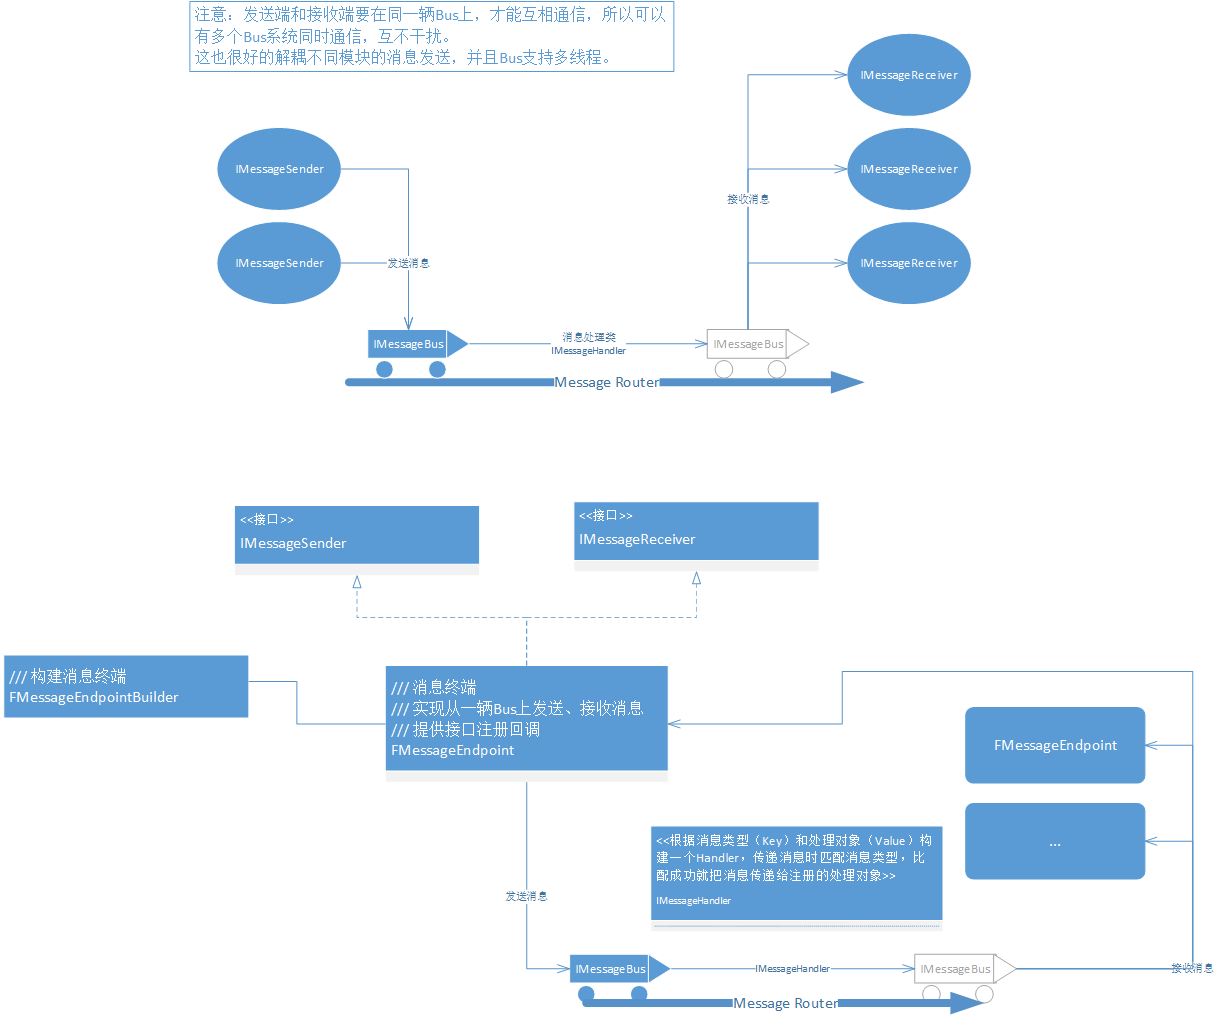 注意：发送端和接收端要在同一辆Bus上，才能互相通信，所以可以
有多个Bus系统同时通信，互不干扰。
这也很好的解耦不同模块的消息发送，并且Bus支持多线程。
IMessageReceiver
IMessageSender
IMessageReceiver
接收消息
IMessageSender
发送消息
IMessageReceiver
IMessageBus
消息处理类
IMessageHandler
IMessageBus
Message Router
<<接口>>
IMessageSender
<<接口>>
IMessageReceiver
/// 构建消息终端
FMessageEndpointBuilder
/// 消息终端
/// 实现从一辆Bus上发送、接收消息
/// 提供接口注册回调
FMessageEndpoint
FMessageEndpoint
...
<<根据消息类型（Key）和处理对象（Value）构
建一个Handler，传递消息时匹配消息类型，比
配成功就把消息传递给注册的处理对象>>
IMessageHandler
发送消息
IMessageBus
IMessageHandler
IMessageBus
接收消息
Message Router